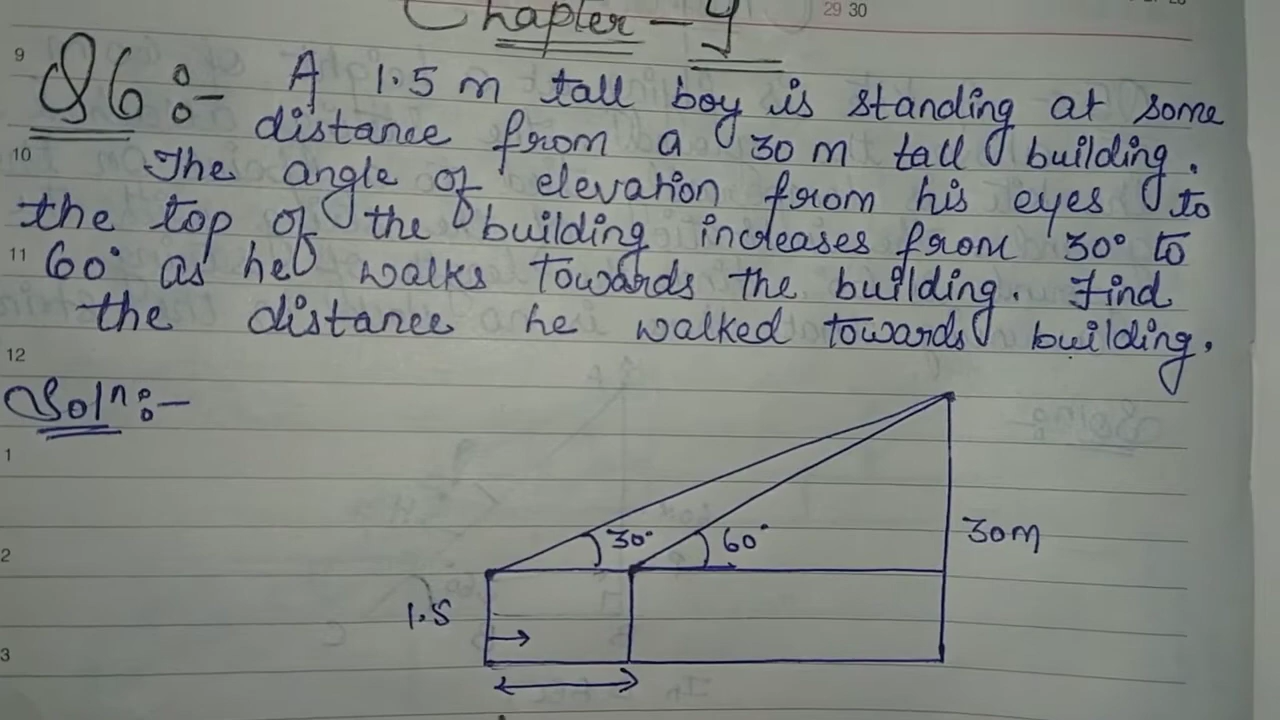 Chapter - 9
29 30
9
Q6:- A 1.5 m tall boy is standing at some
distance from a 30 m tall building.
10
The angle of elevation from his eyes to
the top of the building increases from 30° to
11
60° as he walks towards the building. Find
the distance he walked towards building.
12
Soln:-
1
30°
60°
30m
2
1.5
3